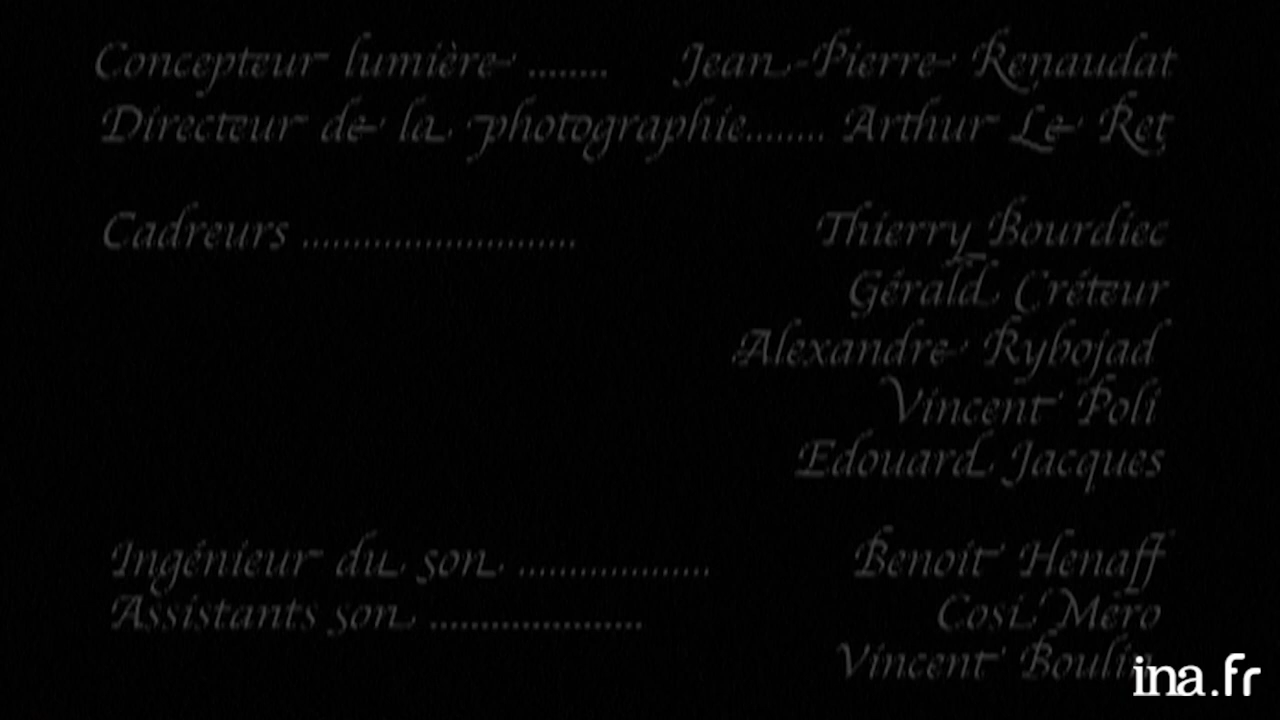 Concepteur lumière ........ Jean-Pierre Renaudat
Directeur de la photographie........ Arthur Le Ret
Cadreurs ........................... Thierry Bourdiec
Gérald Créteur
Alexandre Rybojad
Vincent Poli
Edouard Jacques
Ingénieur du son ................... Benoit Henaff
Assistants son ..................... Cosi Mero
Vincent
ina.fr